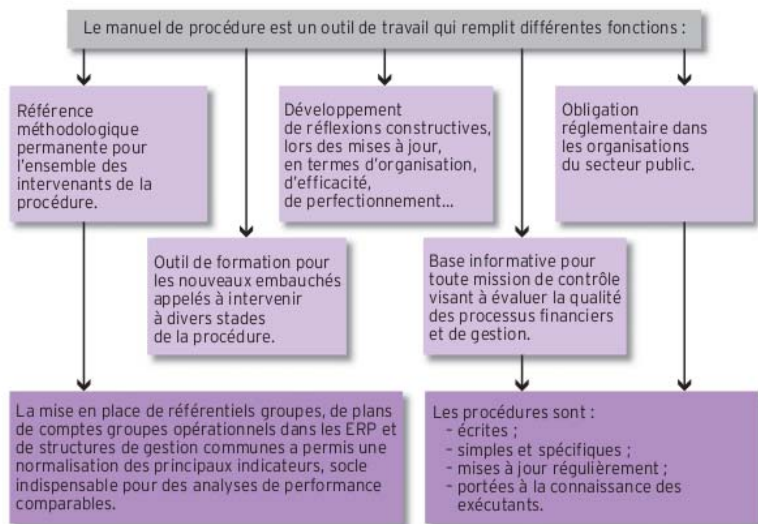 Le manuel de procédure est un outil de travail qui remplit différentes fonctions :
Référence
méthodologique
permanente pour
l'ensemble des
intervenants de la
procédure.
Développement
de réflexions constructives,
lors des mises à jour,
en termes d'organisation,
d'efficacité,
de perfectionnement...
Obligation
réglementaire dans
les organisations
du secteur public.
Outil de formation pour
les nouveaux embauchés
appelés à intervenir
à divers stades
de la procédure.
Base informative pour
toute mission de contrôle
visant à évaluer la qualité
des processus financiers
et de gestion.
La mise en place de référentiels groupes, de plans
de comptes groupes opérationnels dans les ERP et
de structures de gestion communes a permis une
normalisation des principaux indicateurs, socle
indispensable pour des analyses de performance
comparables.
Les procédures sont :
– écrites ;
– simples et spécifiques ;
– mises à jour régulièrement ;
– portées à la connaissance des
exécutants.